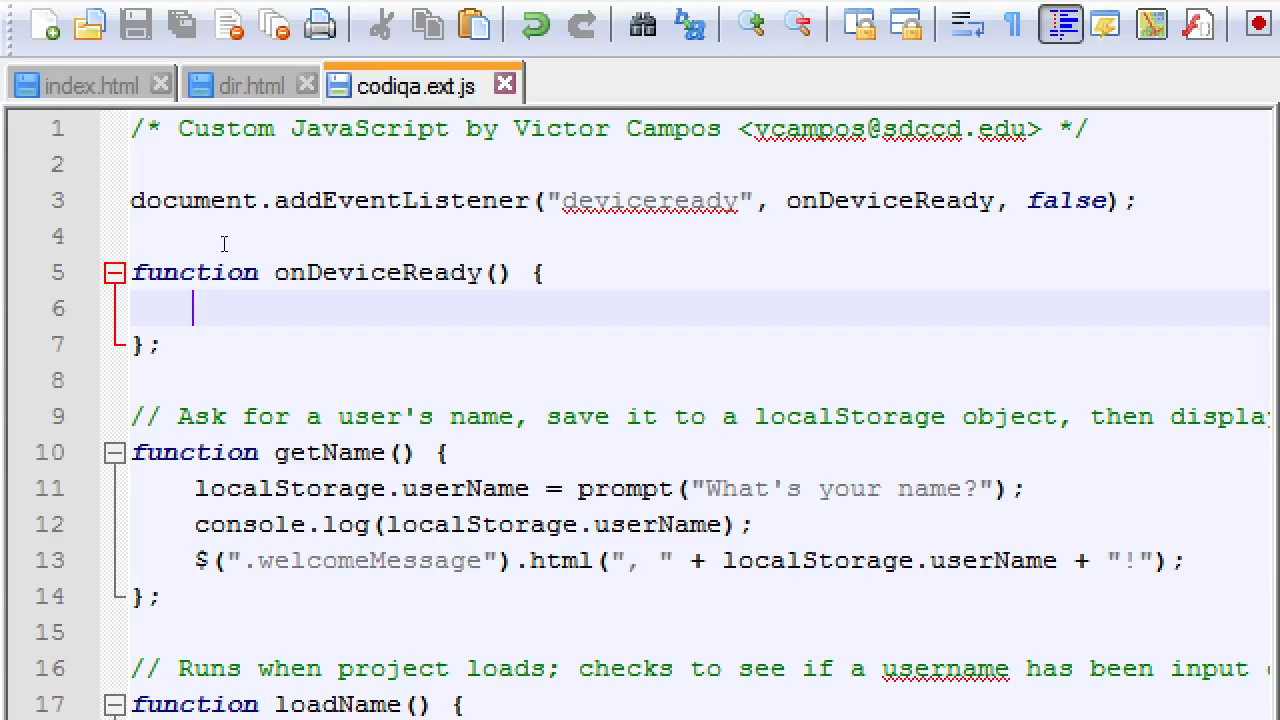 index.html dir.html codiqa.ext.js
1 /* Custom JavaScript by Victor Campos <vcampos@sdccd.edu> */
2
3 document.addEventListener("deviceready", onDeviceReady, false);
4
5 function onDeviceReady() {
6
7 };
8
9 // Ask for a user's name, save it to a localStorage object, then
10 function getName() {
11 localStorage.userName = prompt("What's your name?");
12 console.log(localStorage.userName);
13 $(".welcomeMessage").html(", " + localStorage.userName + "!");
14 };
15
16 // Runs when project loads; checks to see if a username has been input
17 function loadName() {